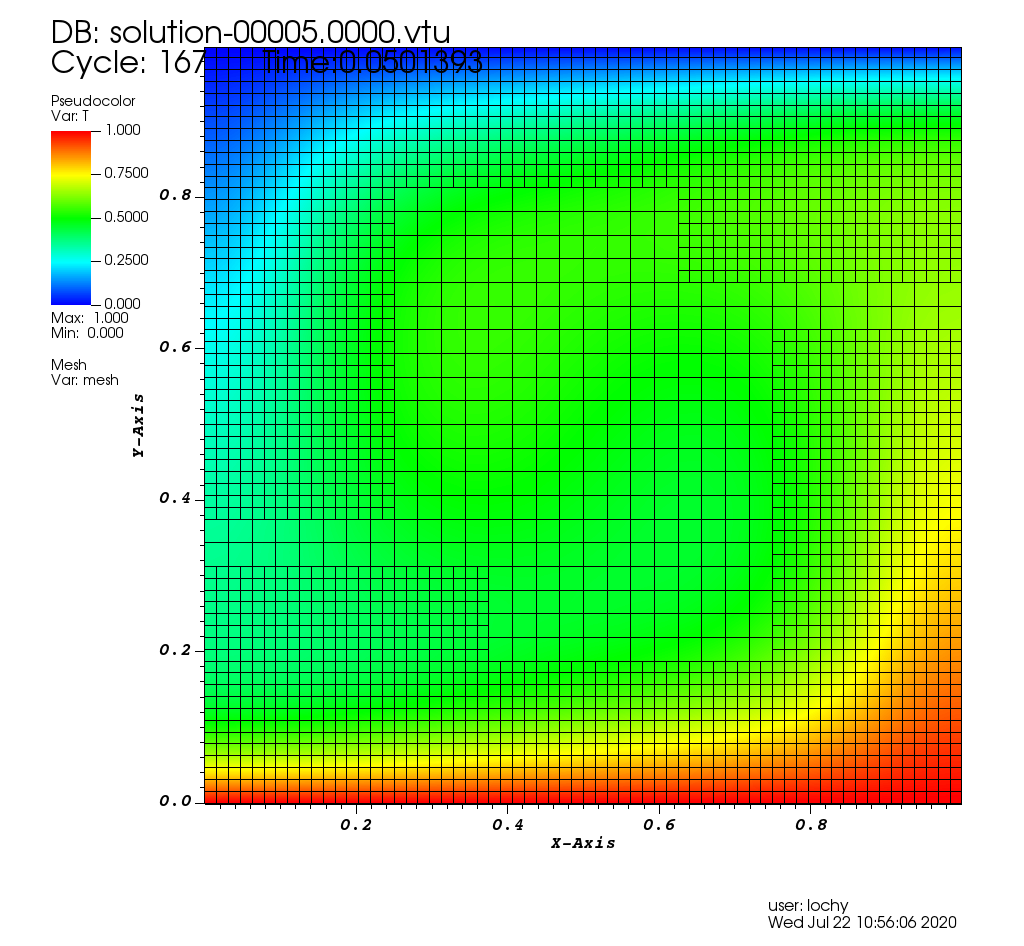 DB: solution-00005.0000.vtu
Cycle: 167 Time:0.0501393
Pseudocolor
Var: T
1.000
0.7500
0.5000
0.2500
0.000
Max: 1.000
Min: 0.000
Mesh
Var: mesh
Y-Axis
0.8
0.6
0.4
0.2
0.0
0.2 0.4 0.6 0.8
X-Axis
user: lochy
Wed Jul 22 10:56:06 2020